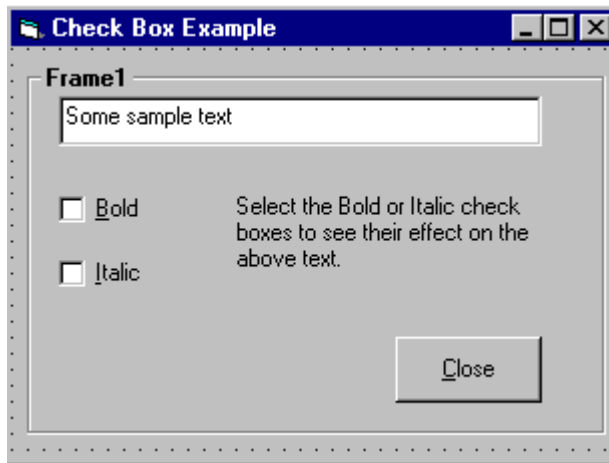 Check Box Example
Frame1
Some sample text
Bold
Select the Bold or Italic check
boxes to see their effect on the
above text.
Italic
Close